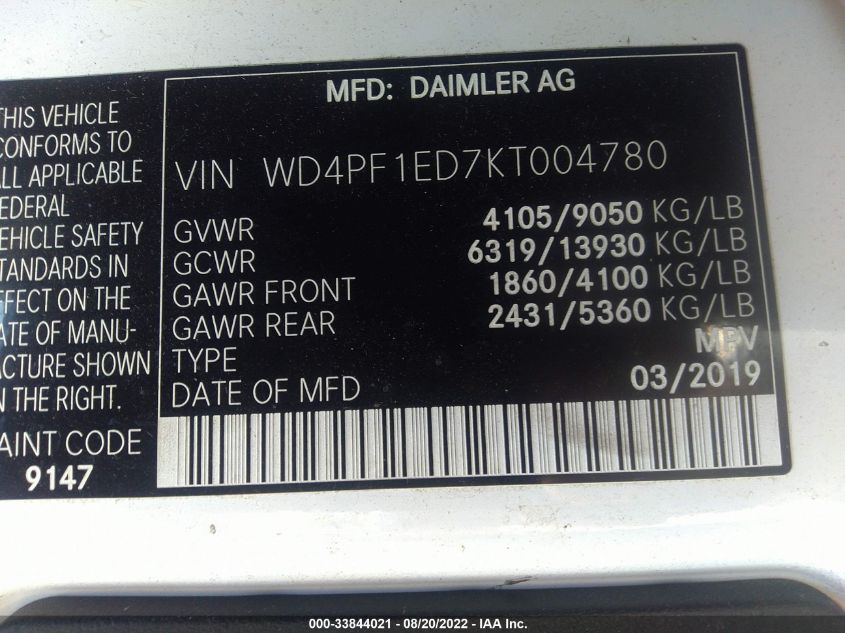 MFD: DAIMLER AG
THIS VEHICLE
CONFORMS TO
ALL APPLICABLE
FEDERAL
VEHICLE SAFETY
STANDARDS IN
EFFECT ON THE
DATE OF MANU-
FACTURE SHOWN
IN THE RIGHT.
PAINT CODE
9147
VIN WD4PF1ED7KT004780
GVWR 4105/9050 KG/LB
GCWR 6319/13930 KG/LB
GAWR FRONT 1860/4100 KG/LB
GAWR REAR 2431/5360 KG/LB
TYPE MPV
DATE OF MFD 03/2019
000-33844021 - 08/20/2022 - IAA Inc.